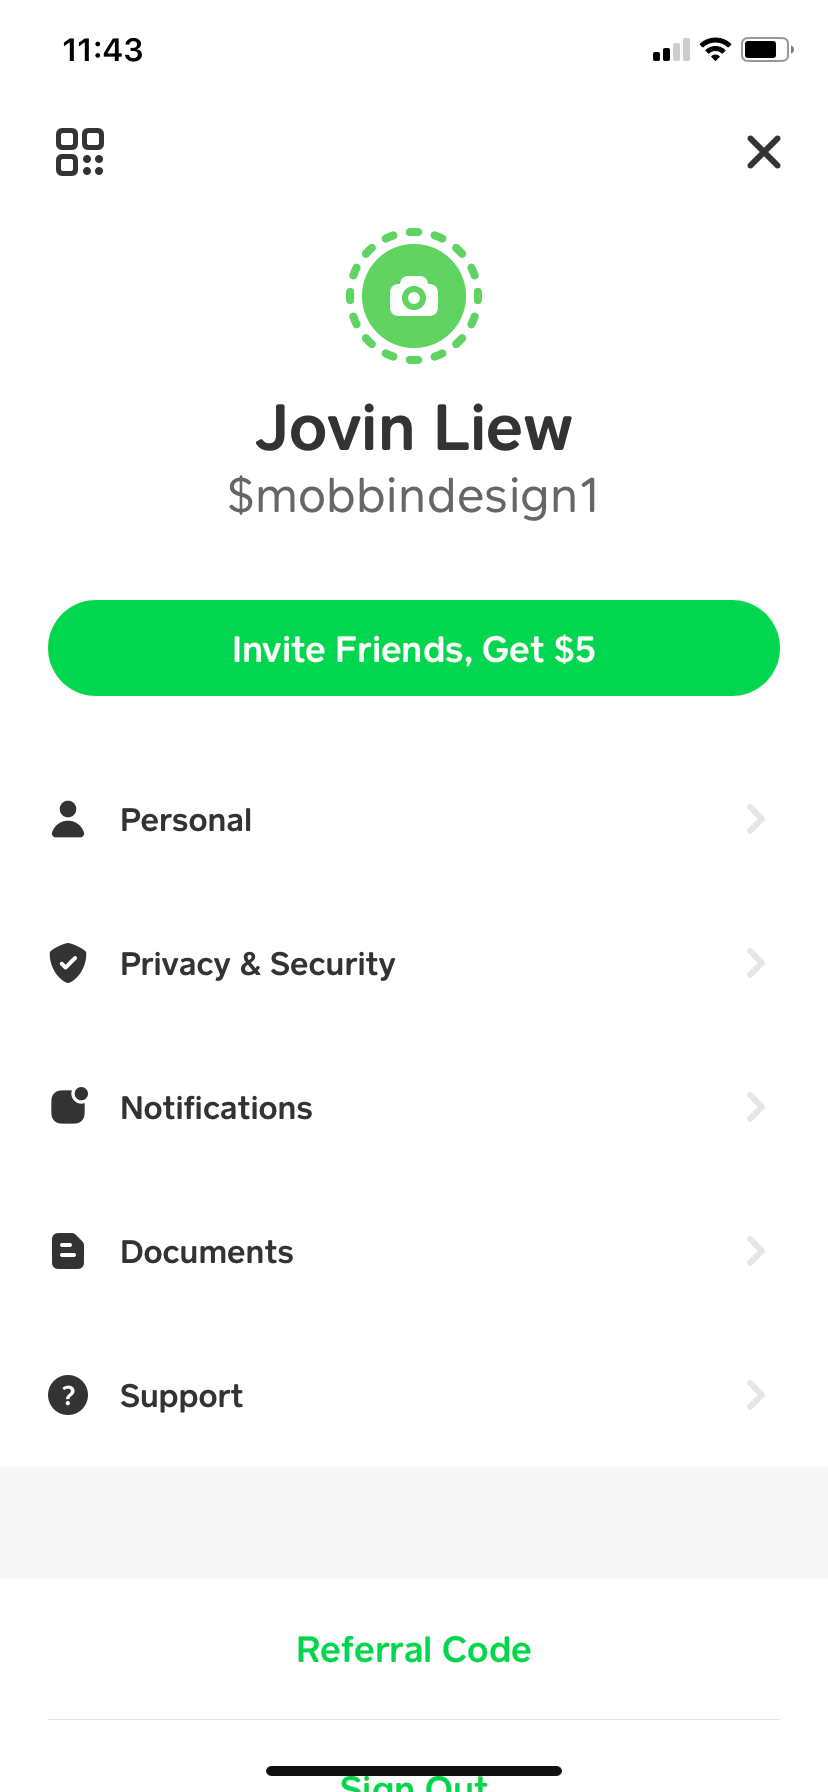 11:43
Jovin Liew
$mobbindesign1
Invite Friends, Get $5
Personal
Privacy & Security
Notifications
Documents
Support
Referral Code
Sign Out